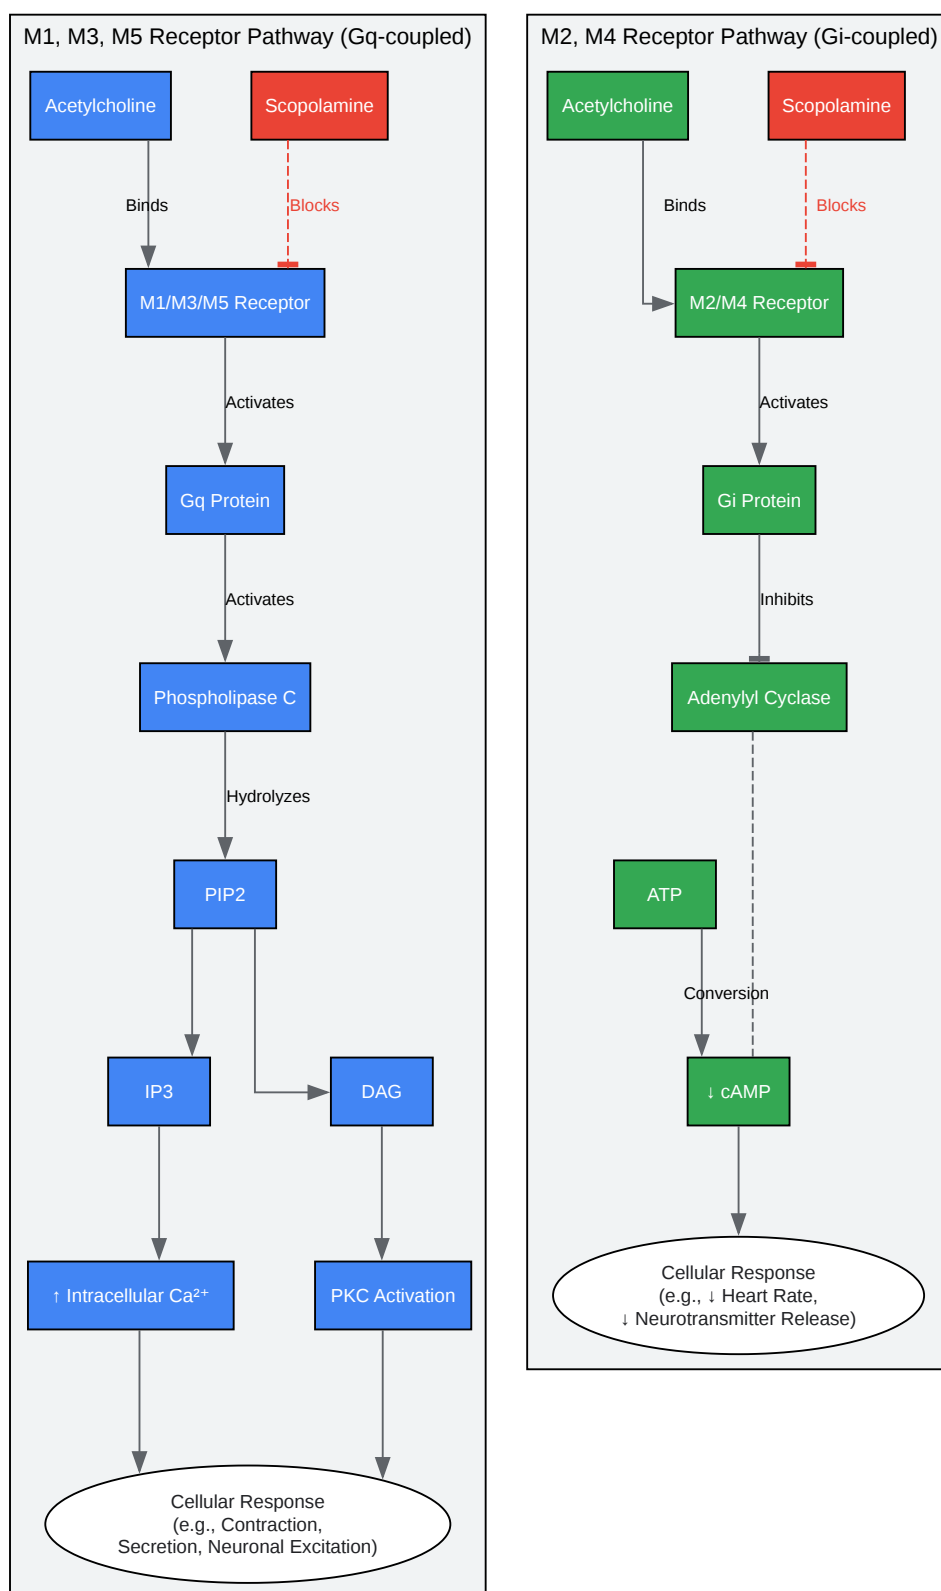 M1, M3, M5 Receptor Pathway (Gq-coupled)
Acetylcholine
Scopolamine
Binds
Blocks
M1/M3/M5 Receptor
Activates
Gq Protein
Activates
Phospholipase C
Hydrolyzes
PIP2
IP3
DAG
↑ Intracellular Ca²⁺
PKC Activation
Cellular Response
(e.g., Contraction,
Secretion, Neuronal Excitation)
M2, M4 Receptor Pathway (Gi-coupled)
Acetylcholine
Scopolamine
Binds
Blocks
M2/M4 Receptor
Activates
Gi Protein
Inhibits
Adenylyl Cyclase
ATP
Conversion
↓ cAMP
Cellular Response
(e.g., ↓ Heart Rate,
↓ Neurotransmitter Release)